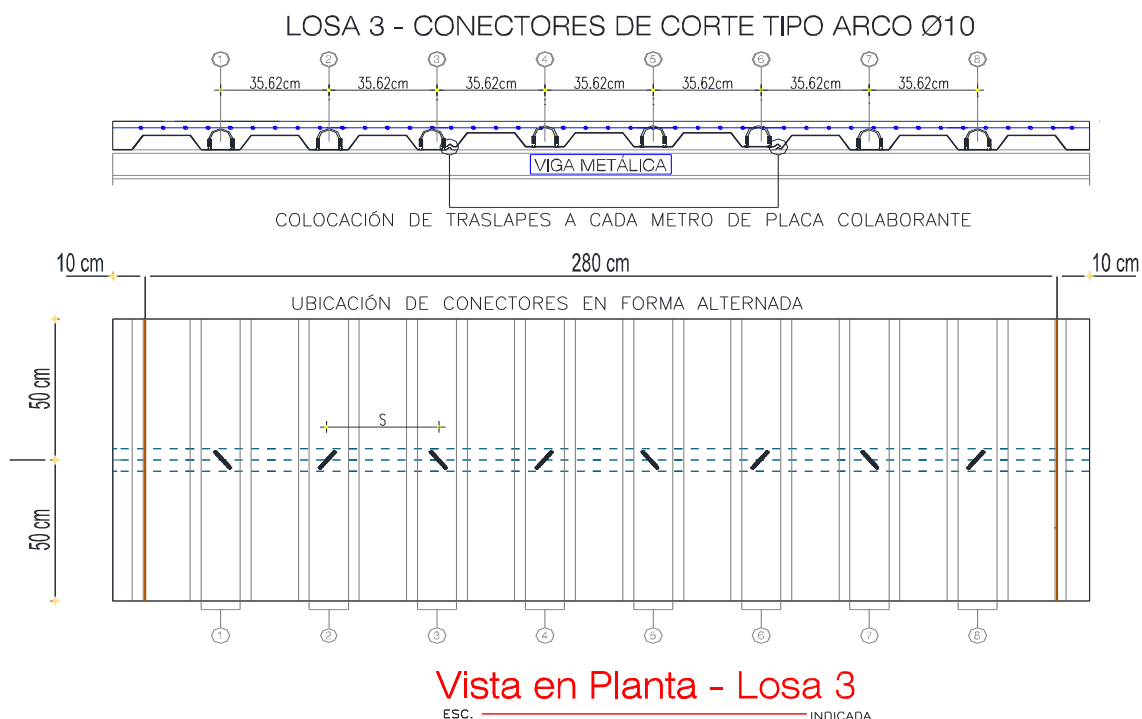 LOSA 3 - CONECTORES DE CORTE TIPO ARCO Ø10
1 2 3 4 5 6 7 8
35.62cm 35.62cm 35.62cm 35.62cm 35.62cm 35.62cm 35.62cm
VIGA METÁLICA
COLOCACIÓN DE TRASLAPES A CADA METRO DE PLACA COLABORANTE
10 cm 280 cm 10 cm
UBICACIÓN DE CONECTORES EN FORMA ALTERNADA
50 cm
S
50 cm
1 2 3 4 5 6 7 8
Vista en Planta - Losa 3
ESC. INDICADA